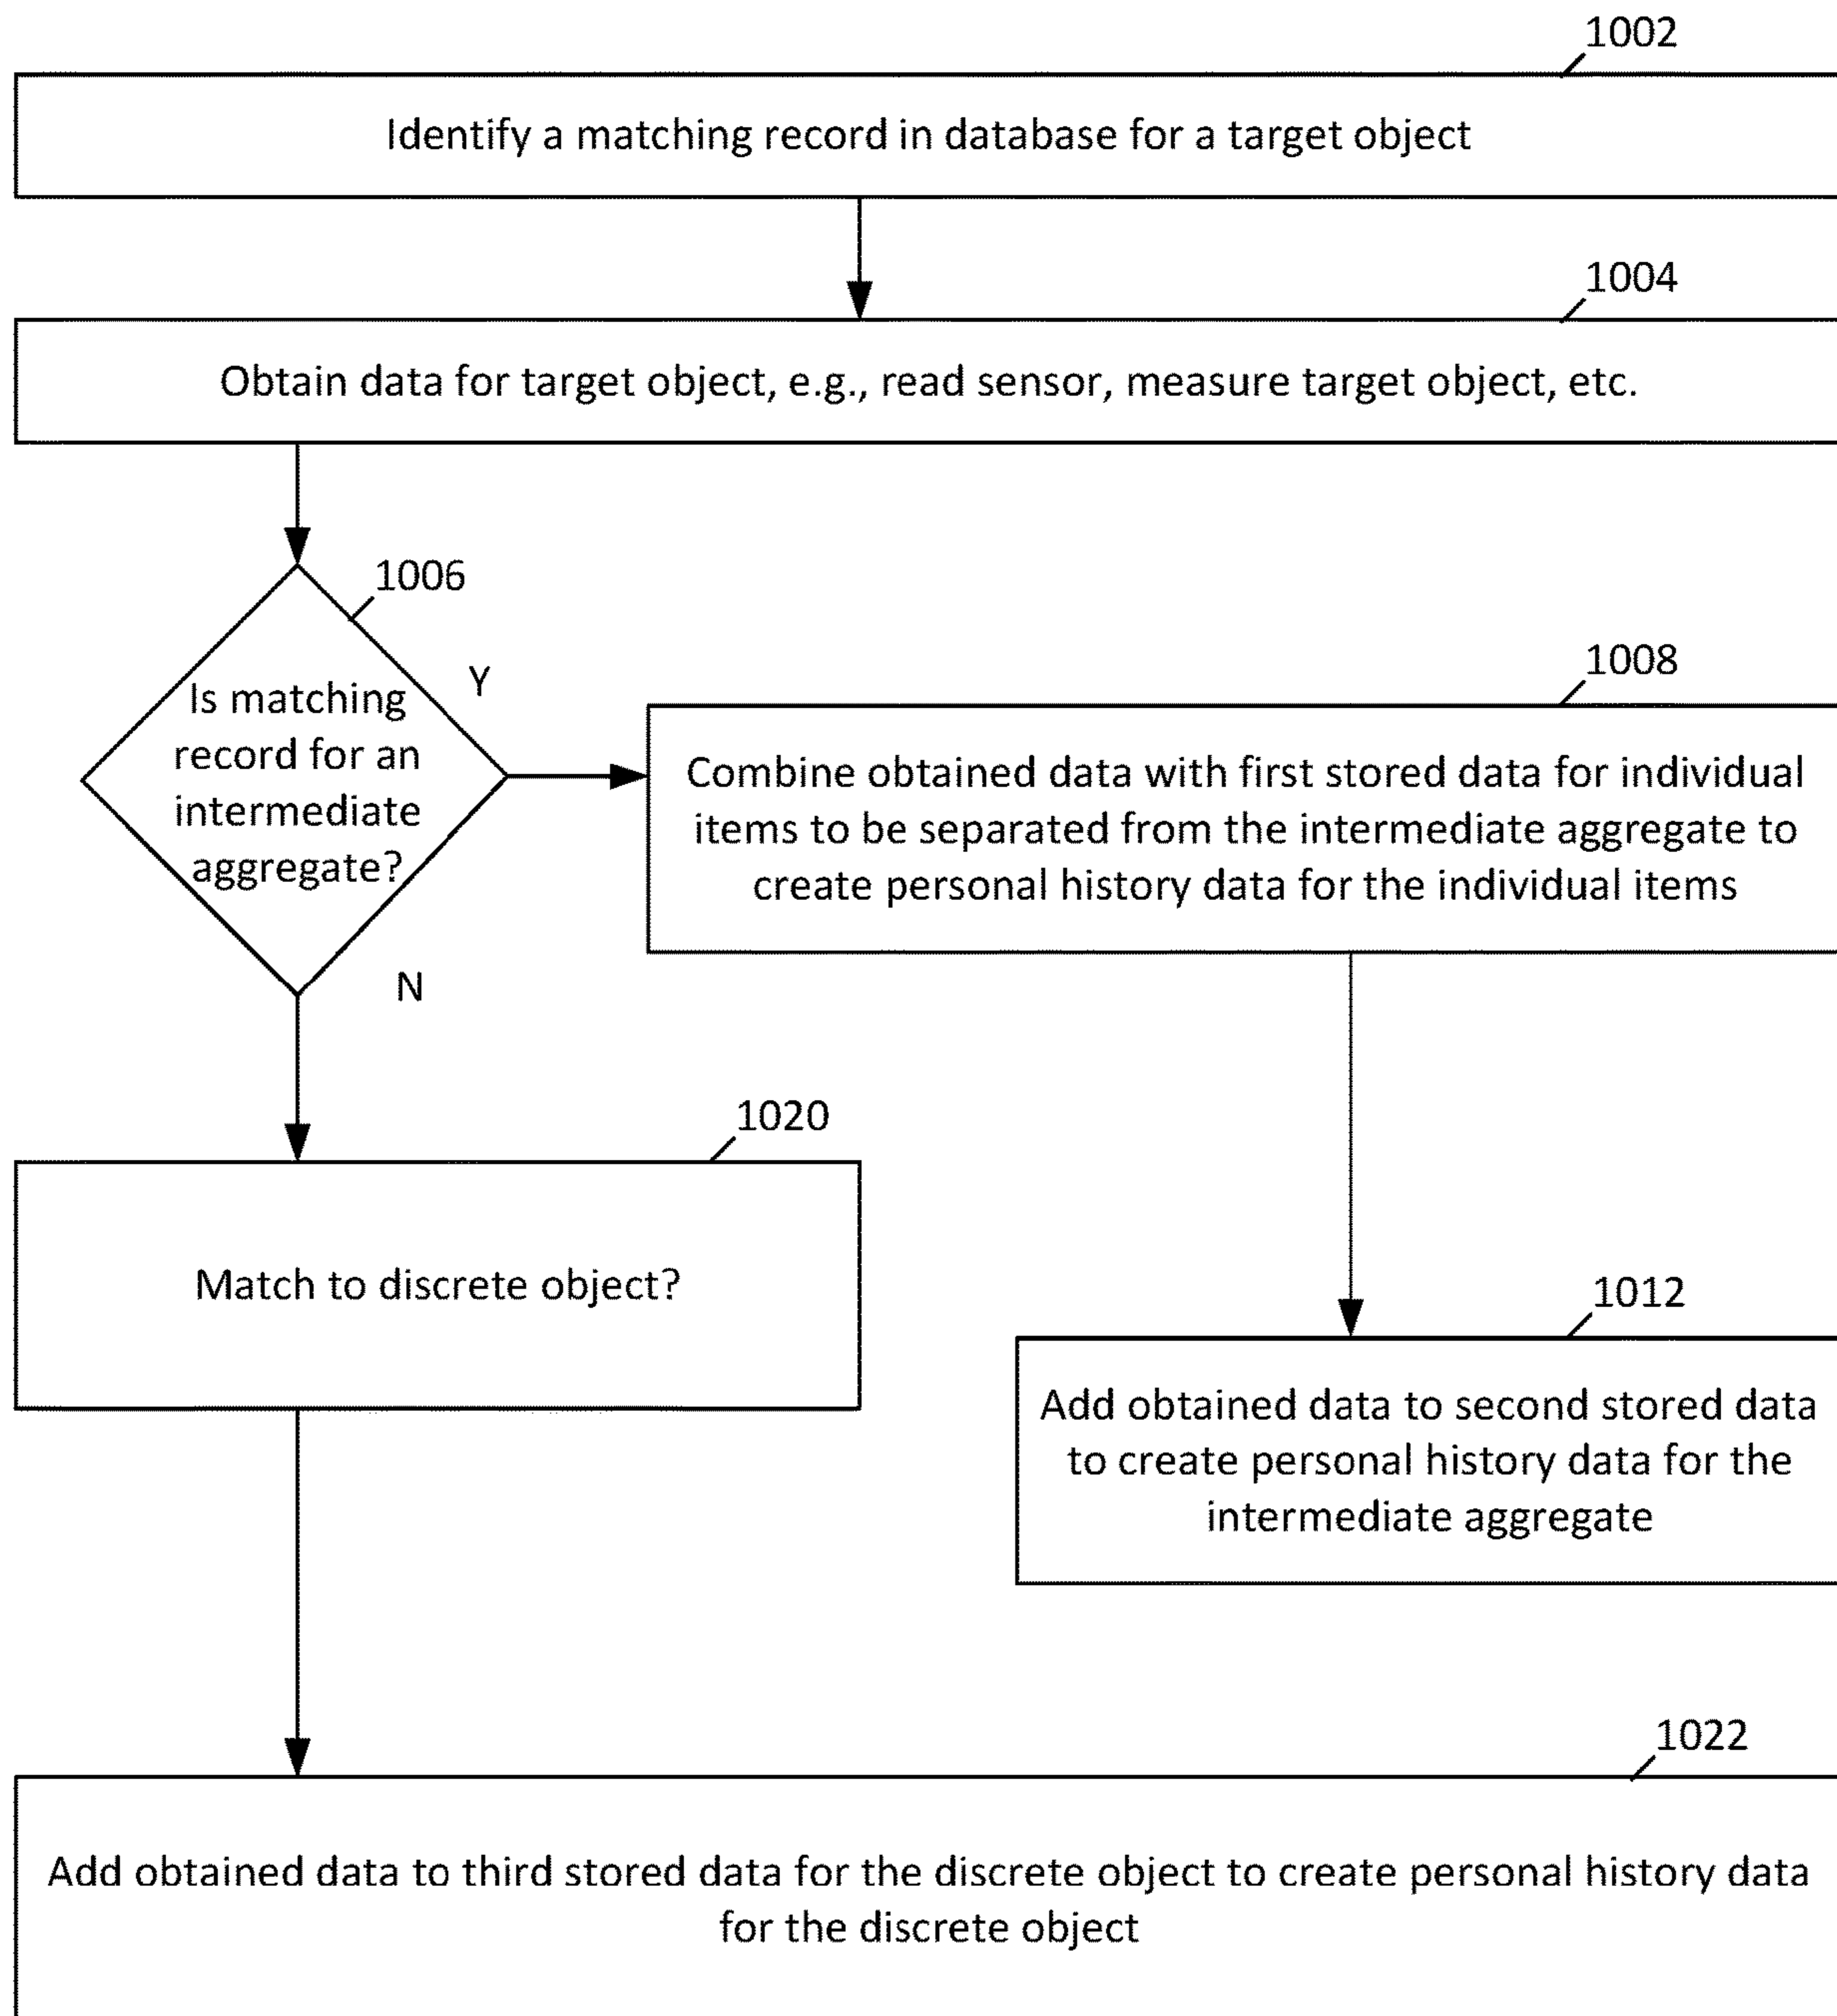 1002
Identify a matching record in database for a target object
1004
Obtain data for target object, e.g., read sensor, measure target object, etc.
1006
Is matching
record for an
intermediate
aggregate?
Y
N
1008
Combine obtained data with first stored data for individual
items to be separated from the intermediate aggregate to
create personal history data for the individual items
1020
Match to discrete object?
1012
Add obtained data to second stored data
to create personal history data for the
intermediate aggregate
1022
Add obtained data to third stored data for the discrete object to create personal history data
for the discrete object